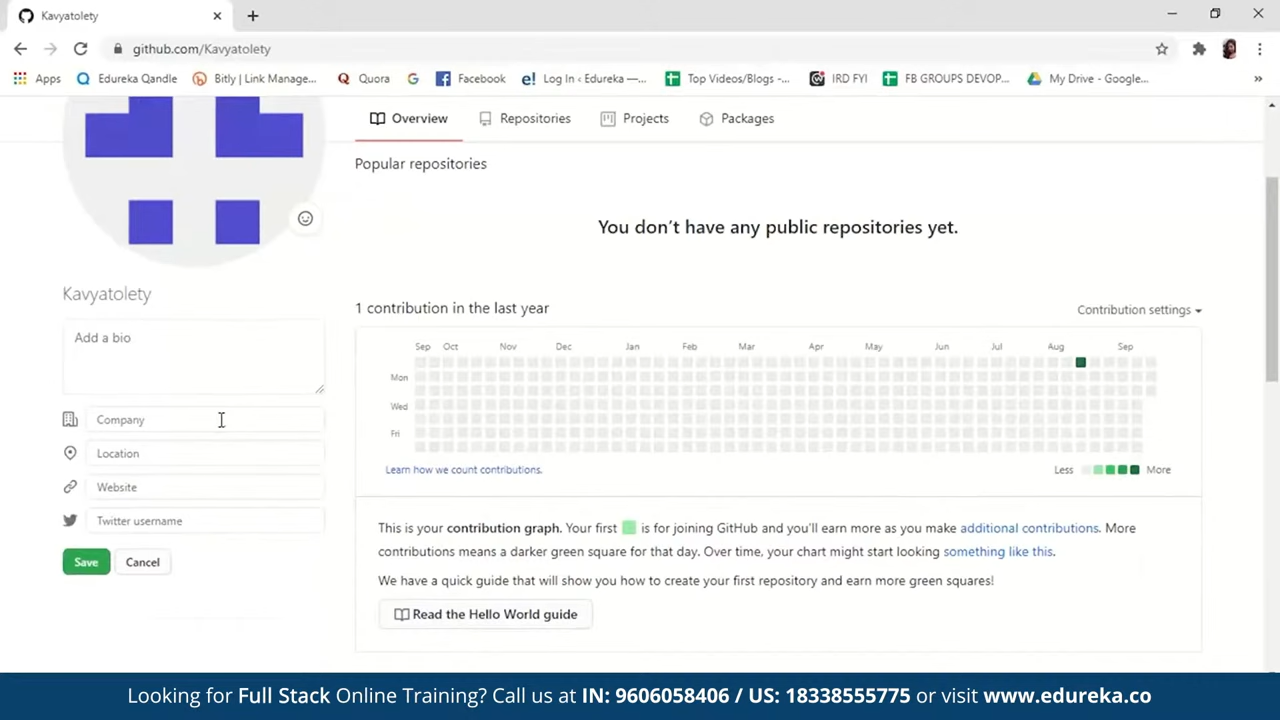 Kavyatolety
github.com/Kavyatolety
Apps Edureka Qandle Bitly | Link Manage... Quora Facebook Log In ‹ Edureka —... Top Videos/Blogs -... IRD FYI FB GROUPS DEVOP... My Drive - Google... »
Overview Repositories Projects Packages
Popular repositories
You don't have any public repositories yet.
Kavyatolety
Add a bio
Company
Location
Website
Twitter username
Save Cancel
1 contribution in the last year
Contribution settings
Sep Oct Nov Dec Jan Feb Mar Apr May Jun Jul Aug Sep
Mon
Wed
Fri
Learn how we count contributions.
Less More
This is your contribution graph. Your first is for joining GitHub and you'll earn more as you make additional contributions. More
contributions means a darker green square for that day. Over time, your chart might start looking something like this.
We have a quick guide that will show you how to create your first repository and earn more green squares!
Read the Hello World guide
Looking for Full Stack Online Training? Call us at IN: 9606058406 / US: 18338555775 or visit www.edureka.co